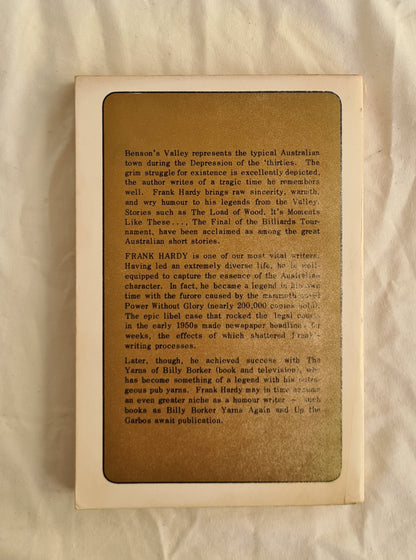 Benson's Valley represents the typical Australian
town during the Depression of the 'thirties. The
grim struggle for existence is excellently depicted,
the author writes of a tragic time he remembers
well. Frank Hardy brings raw sincerity, warmth,
and wry humour to his legends from the Valley.
Stories such as The Load of Wood, It's Moments
Like These . . ., The Final of the Billiards Tour-
nament, have been acclaimed as among the great
Australian short stories.
FRANK HARDY is one of our most vital writers.
Having led an extremely diverse life, he is well-
equipped to capture the essence of the Australian
character. In fact, he became a legend in his own
time with the furore caused by the mammoth novel
Power Without Glory (nearly 200,000 copies sold).
The epic libel case that rocked the legal courts
in the early 1950s made newspaper headlines for
weeks, the effects of which shattered Frank's
writing processes.
Later, though, he achieved success with The
Yarns of Billy Borker (book and television), who
has become something of a legend with his outra-
geous pub yarns. Frank Hardy may in time assume
an even greater niche as a humour writer — such
books as Billy Borker Yarns Again and Up the
Garbos await publication.